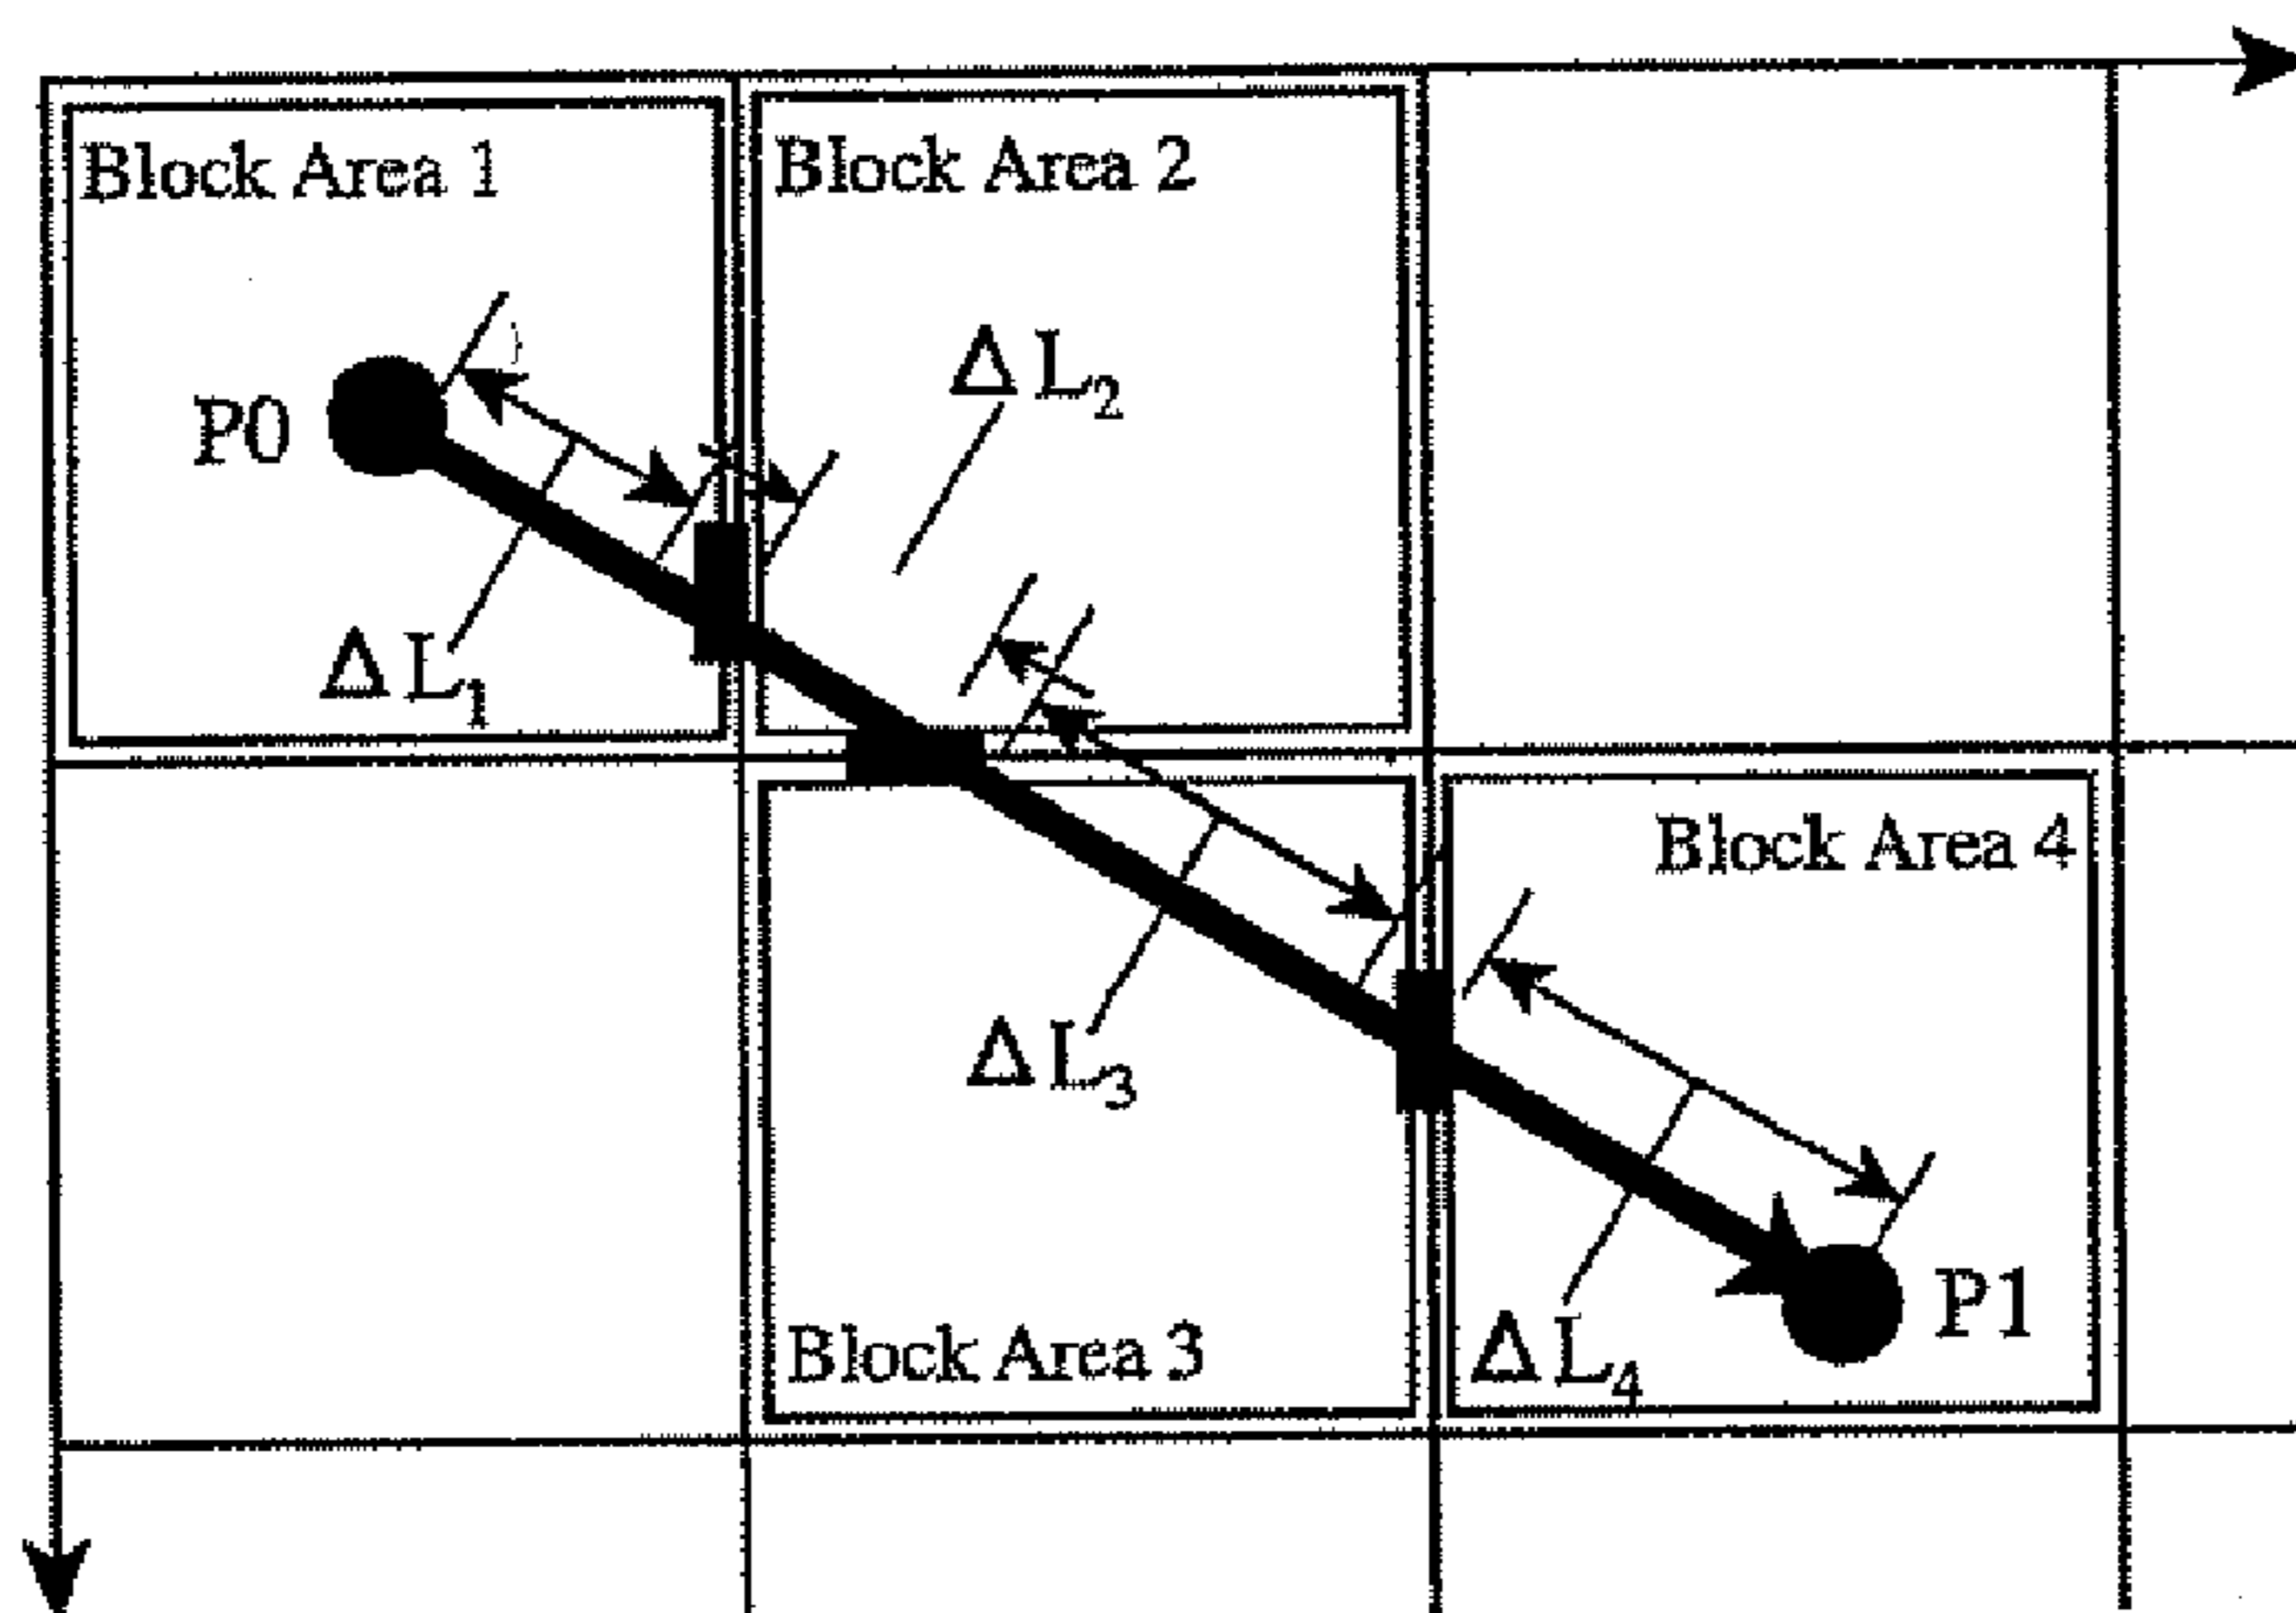 Block Area 1
Block Area 2
ΔL2
P0
ΔL1
Block Area 4
ΔL3
P1
Block Area 3
ΔL4